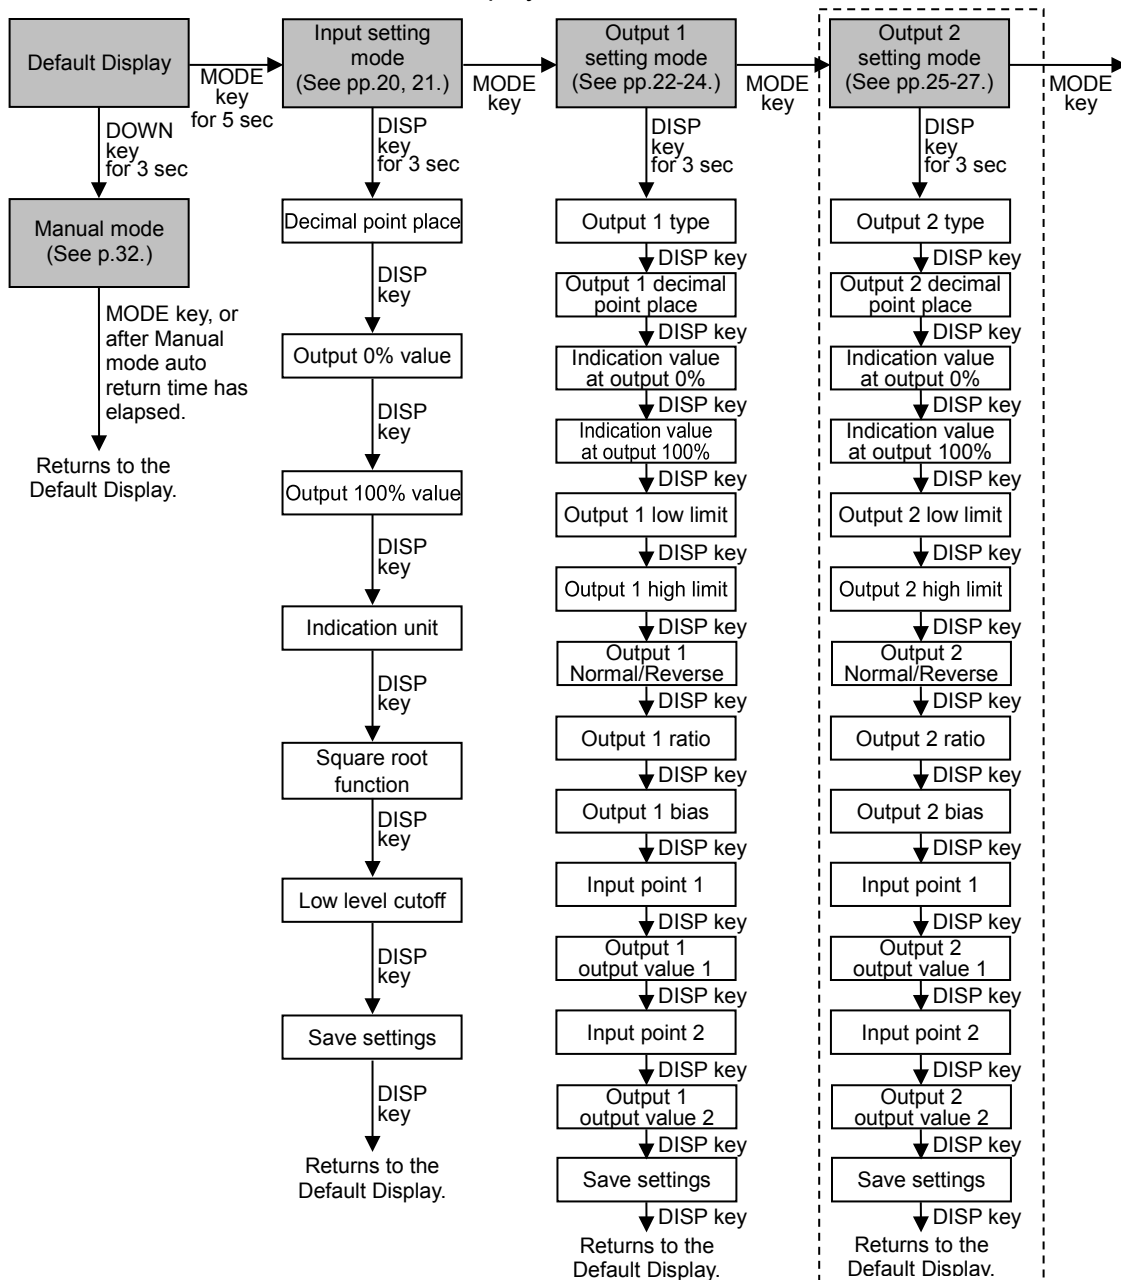 Default Display
MODE
key
for 5 sec
DOWN
key
for 3 sec
Manual mode
(See p.32.)
MODE key, or
after Manual
mode auto
return time has
elapsed.
Returns to the
Default Display.
Input setting
mode
(See pp.20, 21.)
MODE
key
DISP
key
for 3 sec
Decimal point place
DISP
key
Output 0% value
DISP
key
Output 100% value
DISP
key
Indication unit
DISP
key
Square root
function
DISP
key
Low level cutoff
DISP
key
Save settings
DISP
key
Returns to the
Default Display.
Output 1
setting mode
(See pp.22-24.)
MODE
key
DISP
key
for 3 sec
Output 1 type
DISP key
Output 1 decimal
point place
DISP key
Indication value
at output 0%
DISP key
Indication value
at output 100%
DISP key
Output 1 low limit
DISP key
Output 1 high limit
DISP key
Output 1
Normal/Reverse
DISP key
Output 1 ratio
DISP key
Output 1 bias
DISP key
Input point 1
DISP key
Output 1
output value 1
DISP key
Input point 2
DISP key
Output 1
output value 2
DISP key
Save settings
DISP key
Returns to the
Default Display.
Output 2
setting mode
(See pp.25-27.)
MODE
key
DISP
key
for 3 sec
Output 2 type
DISP key
Output 2 decimal
point place
DISP key
Indication value
at output 0%
DISP key
Indication value
at output 100%
DISP key
Output 2 low limit
DISP key
Output 2 high limit
DISP key
Output 2
Normal/Reverse
DISP key
Output 2 ratio
DISP key
Output 2 bias
DISP key
Input point 1
DISP key
Output 2
output value 1
DISP key
Input point 2
DISP key
Output 2
output value 2
DISP key
Save settings
DISP key
Returns to the
Default Display.